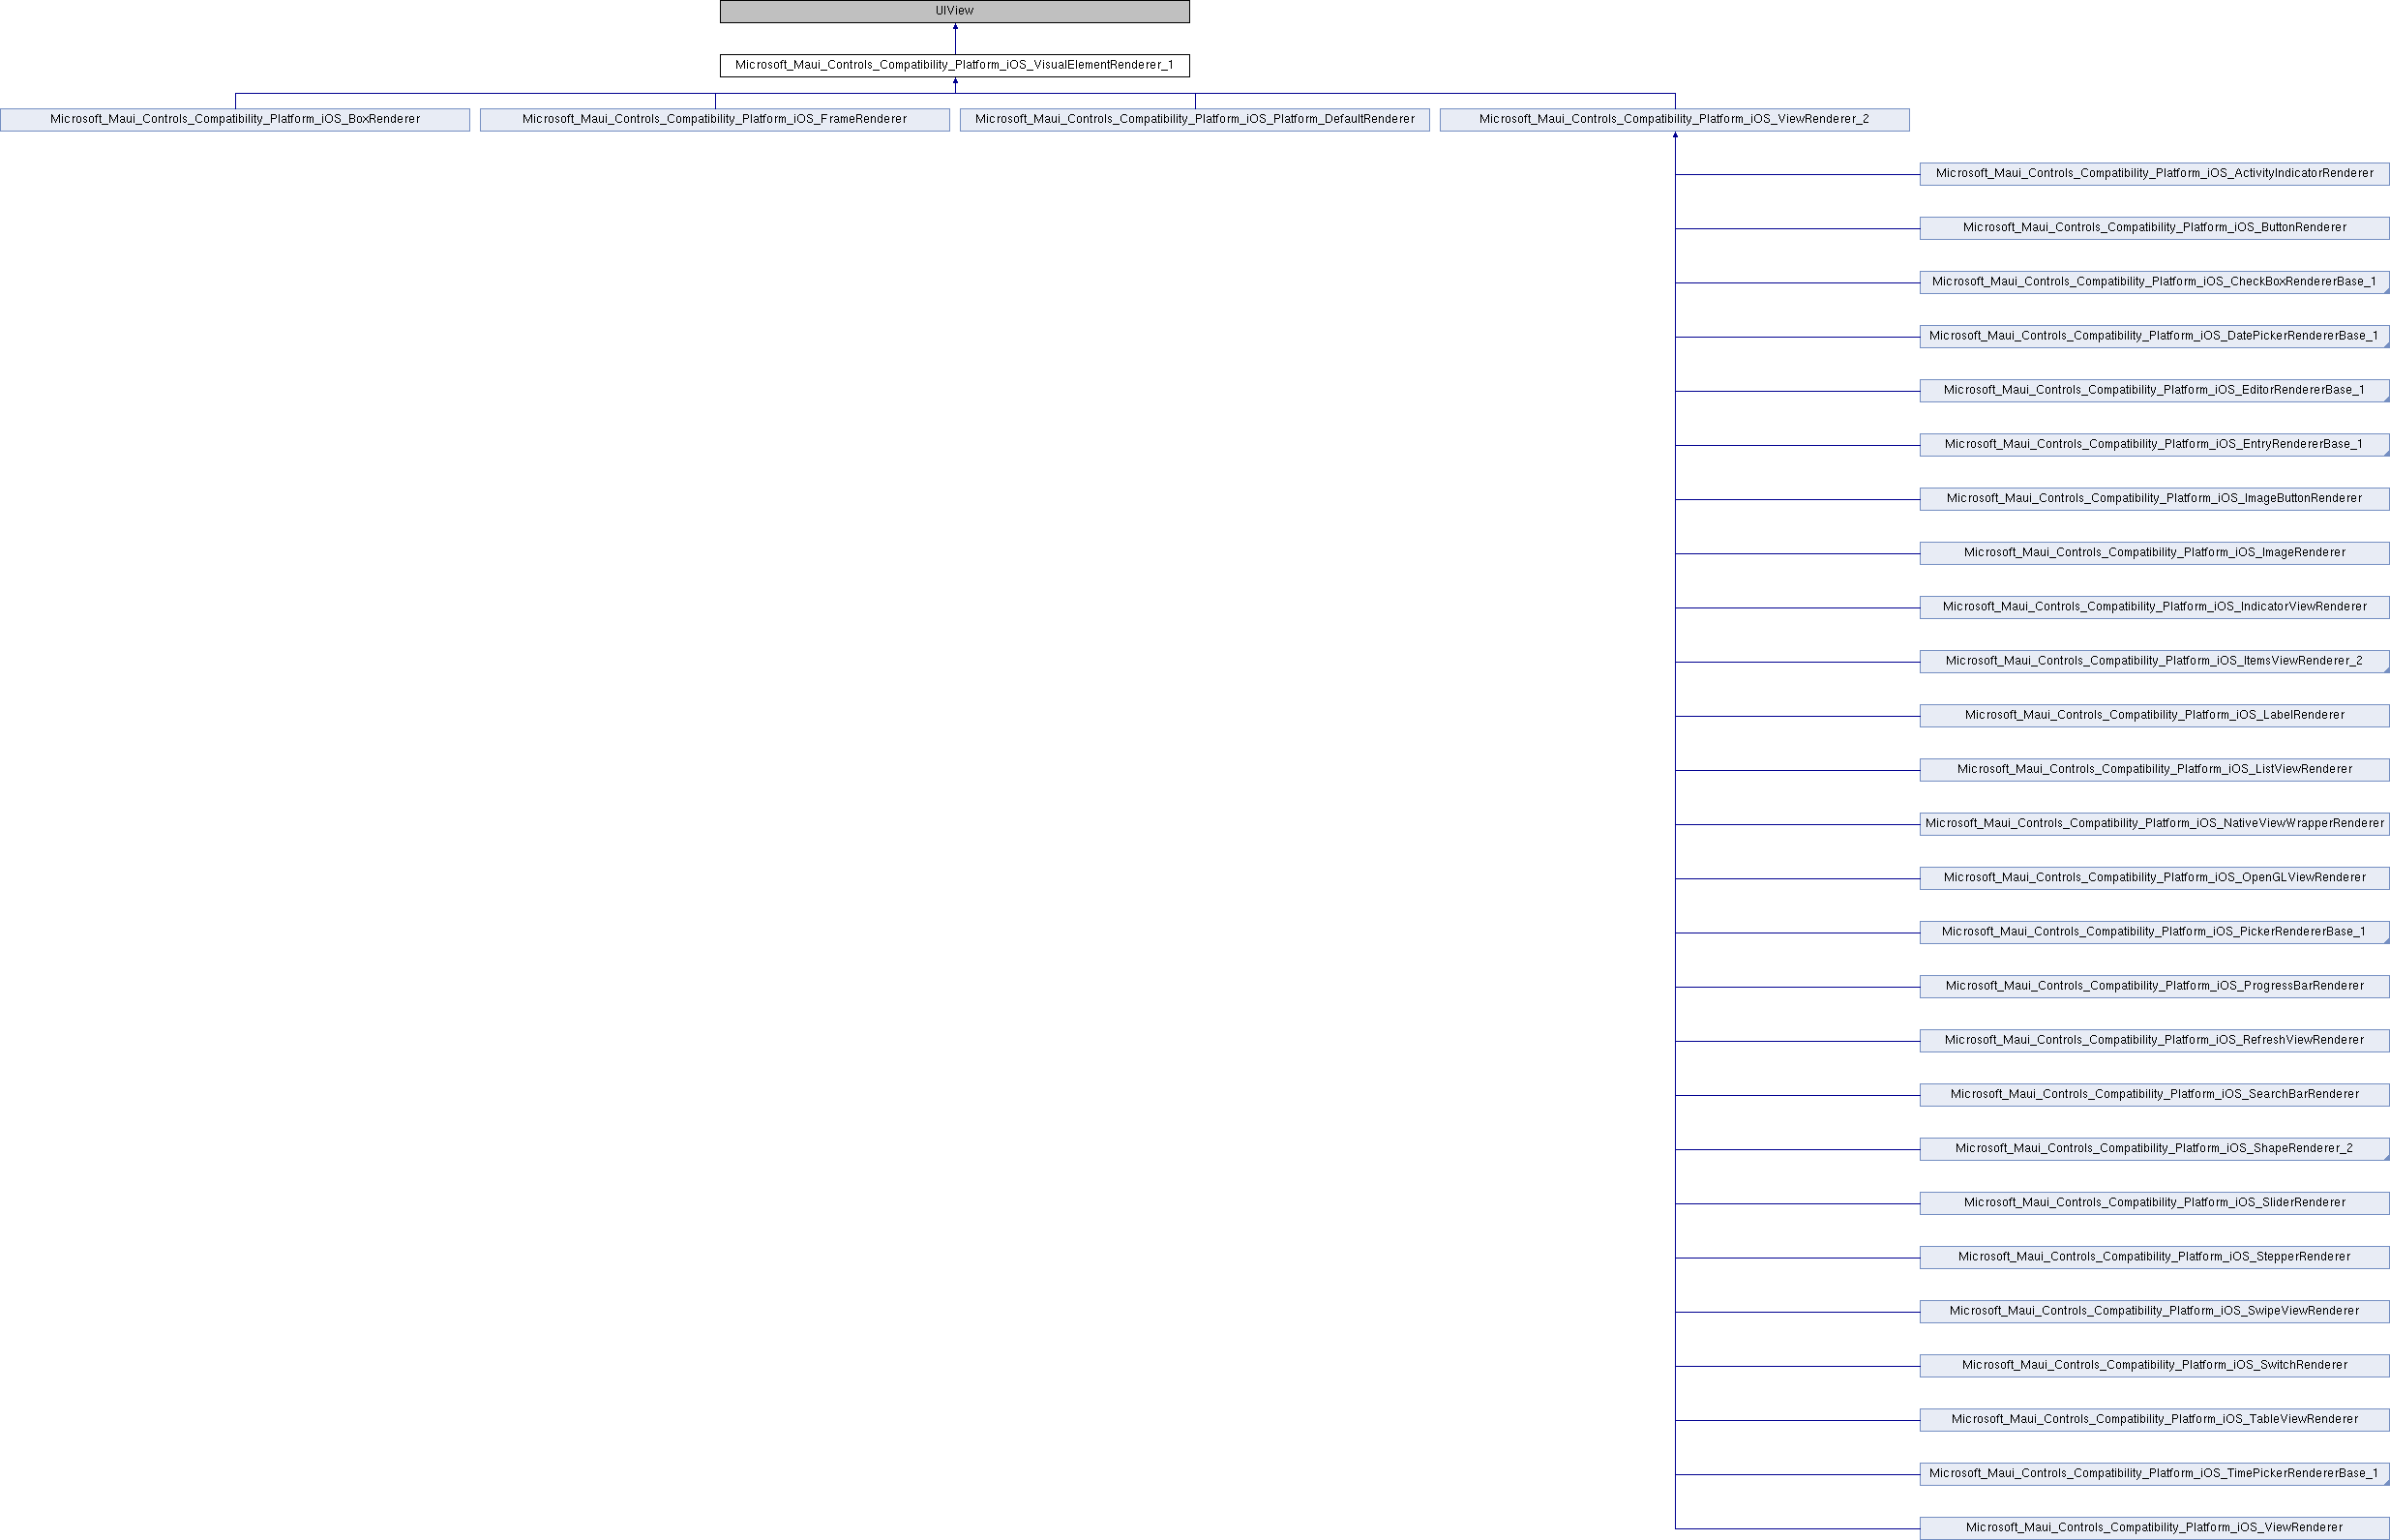 UIView
Microsoft_Maui_Controls_Compatibility_Platform_iOS_VisualElementRenderer_1
Microsoft_Maui_Controls_Compatibility_Platform_iOS_BoxRenderer
Microsoft_Maui_Controls_Compatibility_Platform_iOS_FrameRenderer
Microsoft_Maui_Controls_Compatibility_Platform_iOS_Platform_DefaultRenderer
Microsoft_Maui_Controls_Compatibility_Platform_iOS_ViewRenderer_2
Microsoft_Maui_Controls_Compatibility_Platform_iOS_ActivityIndicatorRenderer
Microsoft_Maui_Controls_Compatibility_Platform_iOS_ButtonRenderer
Microsoft_Maui_Controls_Compatibility_Platform_iOS_CheckBoxRendererBase_1
Microsoft_Maui_Controls_Compatibility_Platform_iOS_DatePickerRendererBase_1
Microsoft_Maui_Controls_Compatibility_Platform_iOS_EditorRendererBase_1
Microsoft_Maui_Controls_Compatibility_Platform_iOS_EntryRendererBase_1
Microsoft_Maui_Controls_Compatibility_Platform_iOS_ImageButtonRenderer
Microsoft_Maui_Controls_Compatibility_Platform_iOS_ImageRenderer
Microsoft_Maui_Controls_Compatibility_Platform_iOS_IndicatorViewRenderer
Microsoft_Maui_Controls_Compatibility_Platform_iOS_ItemsViewRenderer_2
Microsoft_Maui_Controls_Compatibility_Platform_iOS_LabelRenderer
Microsoft_Maui_Controls_Compatibility_Platform_iOS_ListViewRenderer
Microsoft_Maui_Controls_Compatibility_Platform_iOS_NativeViewWrapperRenderer
Microsoft_Maui_Controls_Compatibility_Platform_iOS_OpenGLViewRenderer
Microsoft_Maui_Controls_Compatibility_Platform_iOS_PickerRendererBase_1
Microsoft_Maui_Controls_Compatibility_Platform_iOS_ProgressBarRenderer
Microsoft_Maui_Controls_Compatibility_Platform_iOS_RefreshViewRenderer
Microsoft_Maui_Controls_Compatibility_Platform_iOS_SearchBarRenderer
Microsoft_Maui_Controls_Compatibility_Platform_iOS_ShapeRenderer_2
Microsoft_Maui_Controls_Compatibility_Platform_iOS_SliderRenderer
Microsoft_Maui_Controls_Compatibility_Platform_iOS_StepperRenderer
Microsoft_Maui_Controls_Compatibility_Platform_iOS_SwipeViewRenderer
Microsoft_Maui_Controls_Compatibility_Platform_iOS_SwitchRenderer
Microsoft_Maui_Controls_Compatibility_Platform_iOS_TableViewRenderer
Microsoft_Maui_Controls_Compatibility_Platform_iOS_TimePickerRendererBase_1
Microsoft_Maui_Controls_Compatibility_Platform_iOS_ViewRenderer